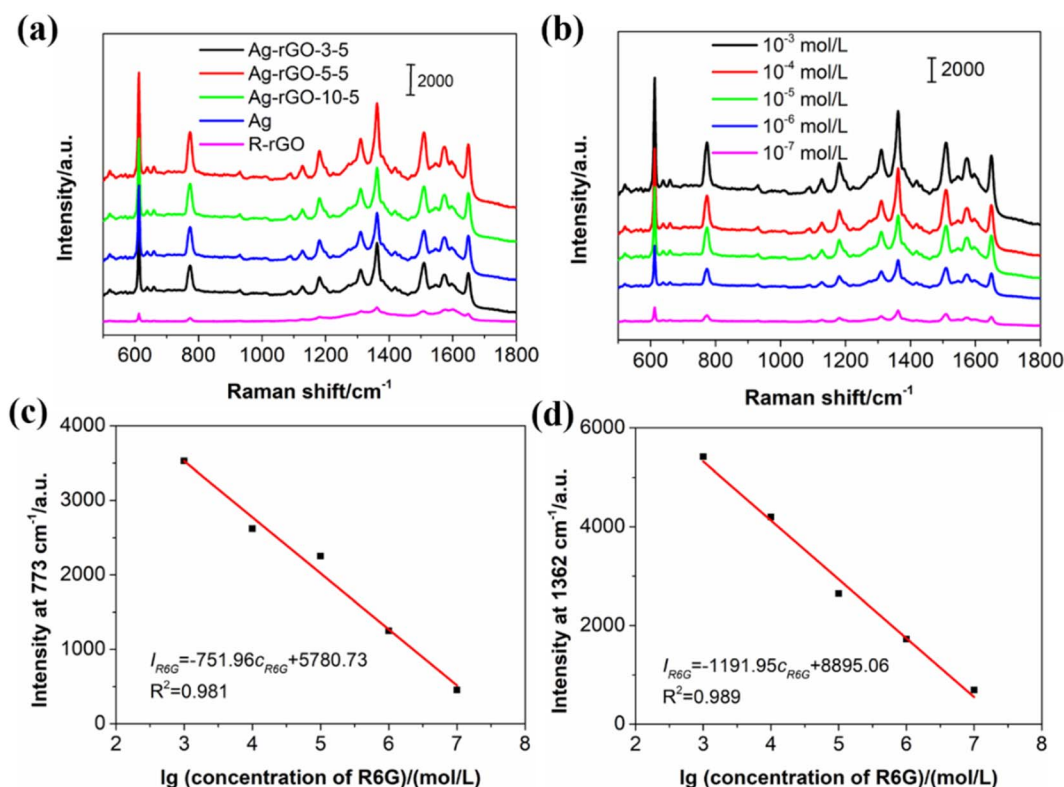 (a)
Ag-rGO-3-5
Ag-rGO-5-5
Ag-rGO-10-5
Ag
R-rGO
2000
Intensity/a.u.
600 800 1000 1200 1400 1600 1800
Raman shift/cm⁻¹
(b)
10⁻³ mol/L
10⁻⁴ mol/L
10⁻⁵ mol/L
10⁻⁶ mol/L
10⁻⁷ mol/L
2000
Intensity/a.u.
600 800 1000 1200 1400 1600 1800
Raman shift/cm⁻¹
(c)
4000
3000
2000
1000
0
Intensity at 773 cm⁻¹/a.u.
I_R6G=-751.96c_R6G+5780.73
R²=0.981
2 3 4 5 6 7 8
lg (concentration of R6G)/(mol/L)
(d)
6000
4000
2000
0
Intensity at 1362 cm⁻¹/a.u.
I_R6G=-1191.95c_R6G+8895.06
R²=0.989
2 3 4 5 6 7 8
lg (concentration of R6G)/(mol/L)